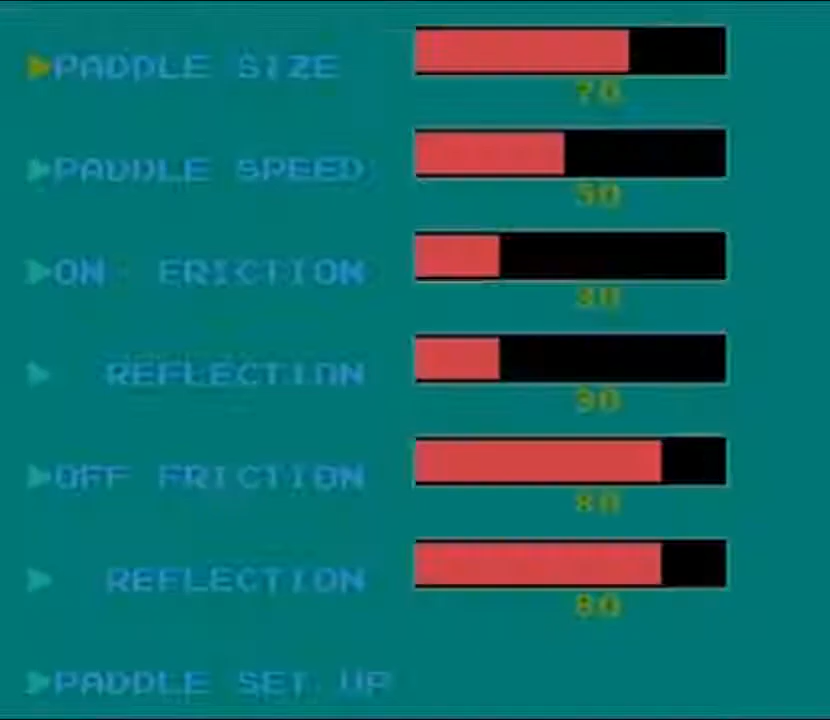 PADDLE SIZE
70
PADDLE SPEED
50
ON FRICTION
30
REFLECTION
30
OFF FRICTION
80
REFLECTION
80
PADDLE SET UP